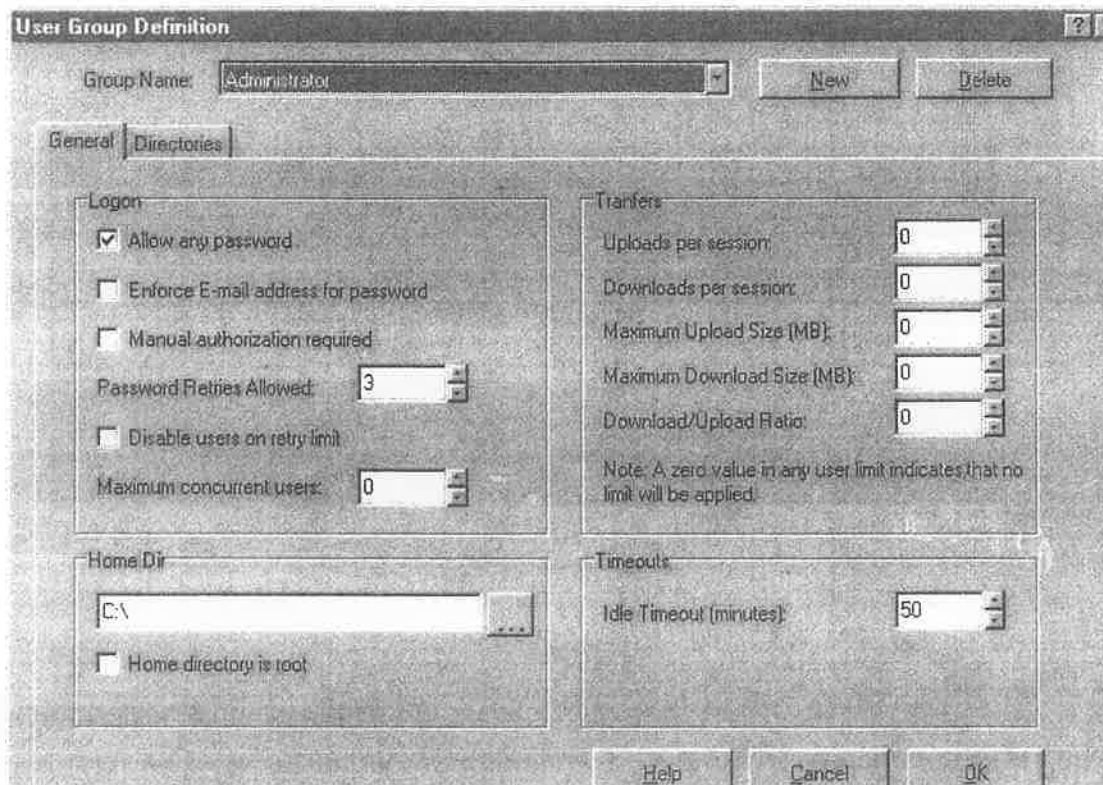 User Group Definition
?
Group Name: Administrator New Delete
General Directories
Logon
Allow any password
Enforce E-mail address for password
Manual authorization required
Password Retries Allowed: 3
Disable users on retry limit
Maximum concurrent users: 0
Tranfers
Uploads per session: 0
Downloads per session: 0
Maximum Upload Size (MB): 0
Maximum Download Size (MB): 0
Download/Upload Ratio: 0
Note: A zero value in any user limit indicates that no
limit will be applied.
Home Dir
C:\
...
Home directory is root
Timeouts
Idle Timeout (minutes): 50
Help Cancel OK